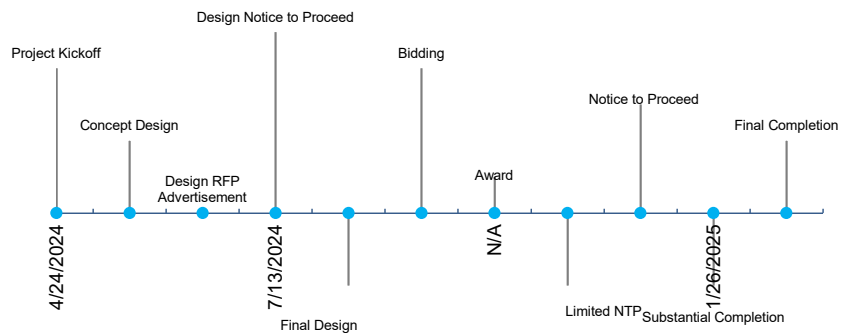 Design Notice to Proceed
Project Kickoff
Bidding
Notice to Proceed
Concept Design
Final Completion
Design RFP
Advertisement
Award
4/24/2024
7/13/2024
N/A
1/26/2025
Limited NTP
Substantial Completion
Final Design